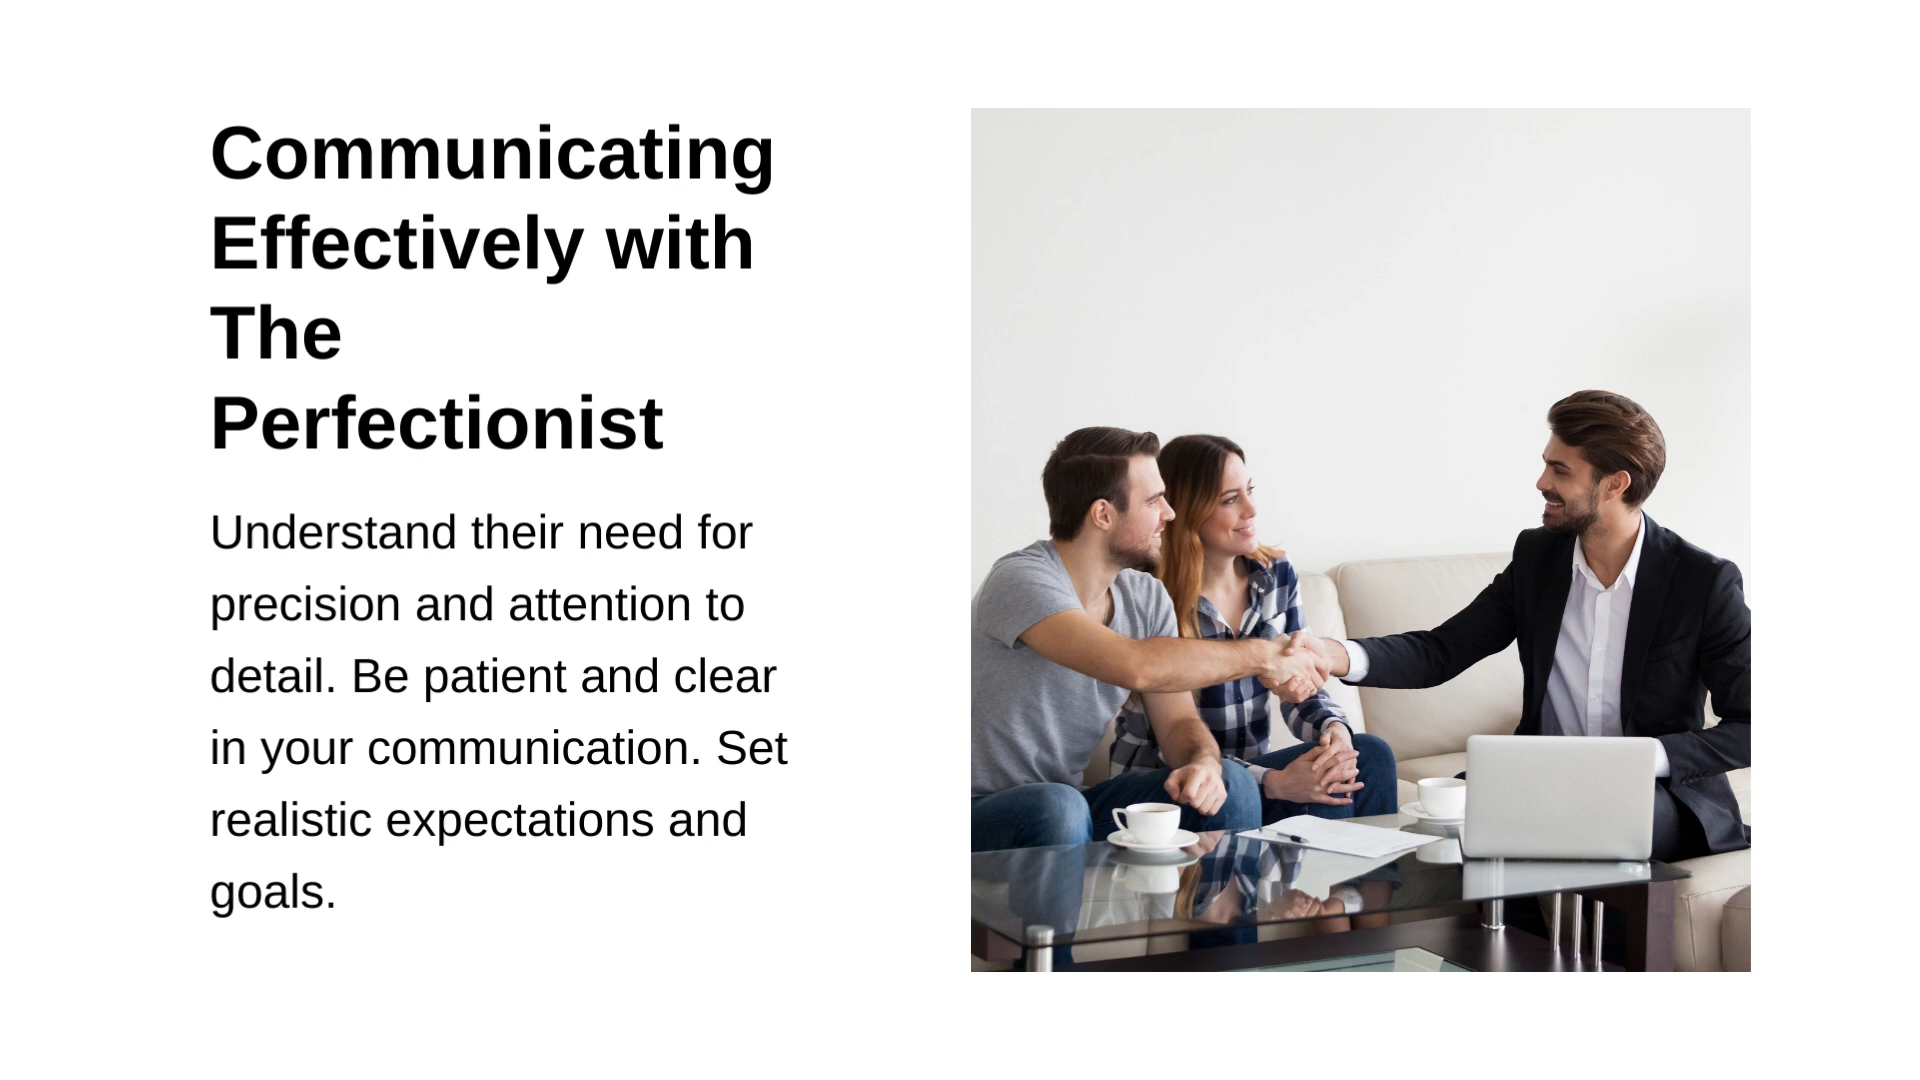 Communicating
Effectively with
The
Perfectionist
Understand their need for
precision and attention to
detail. Be patient and clear
in your communication. Set
realistic expectations and
goals.